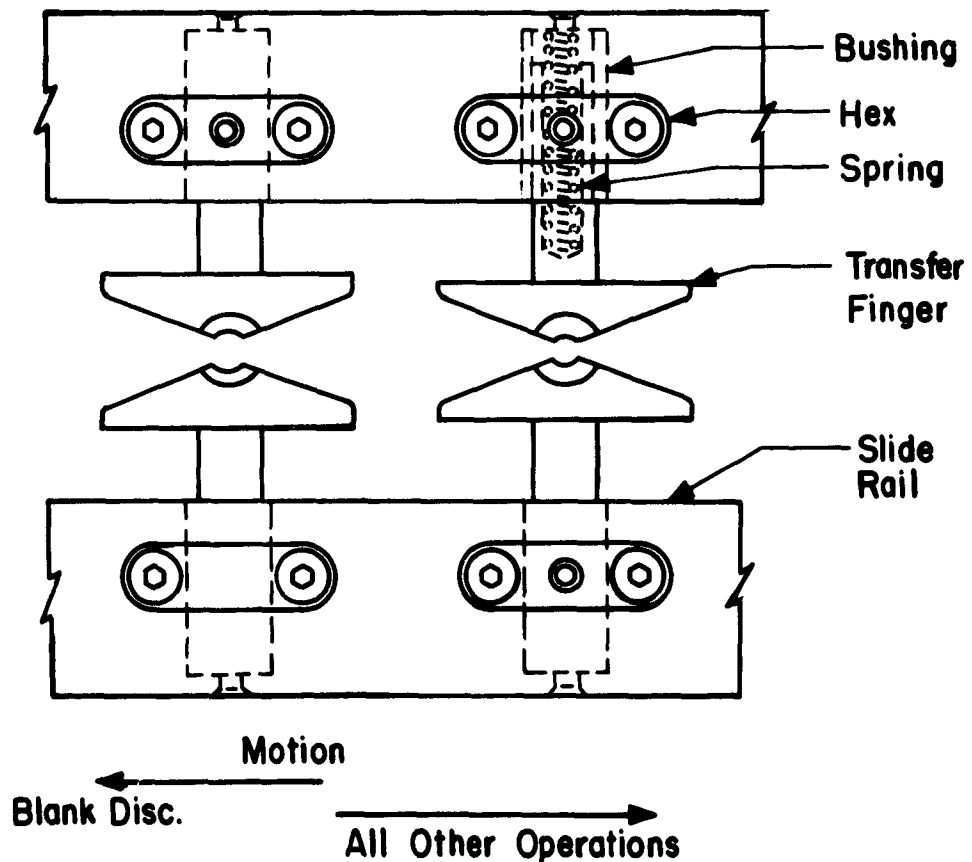 Bushing
Hex
Spring
Transfer
Finger
Slide
Rail
Motion
Blank Disc.
All Other Operations